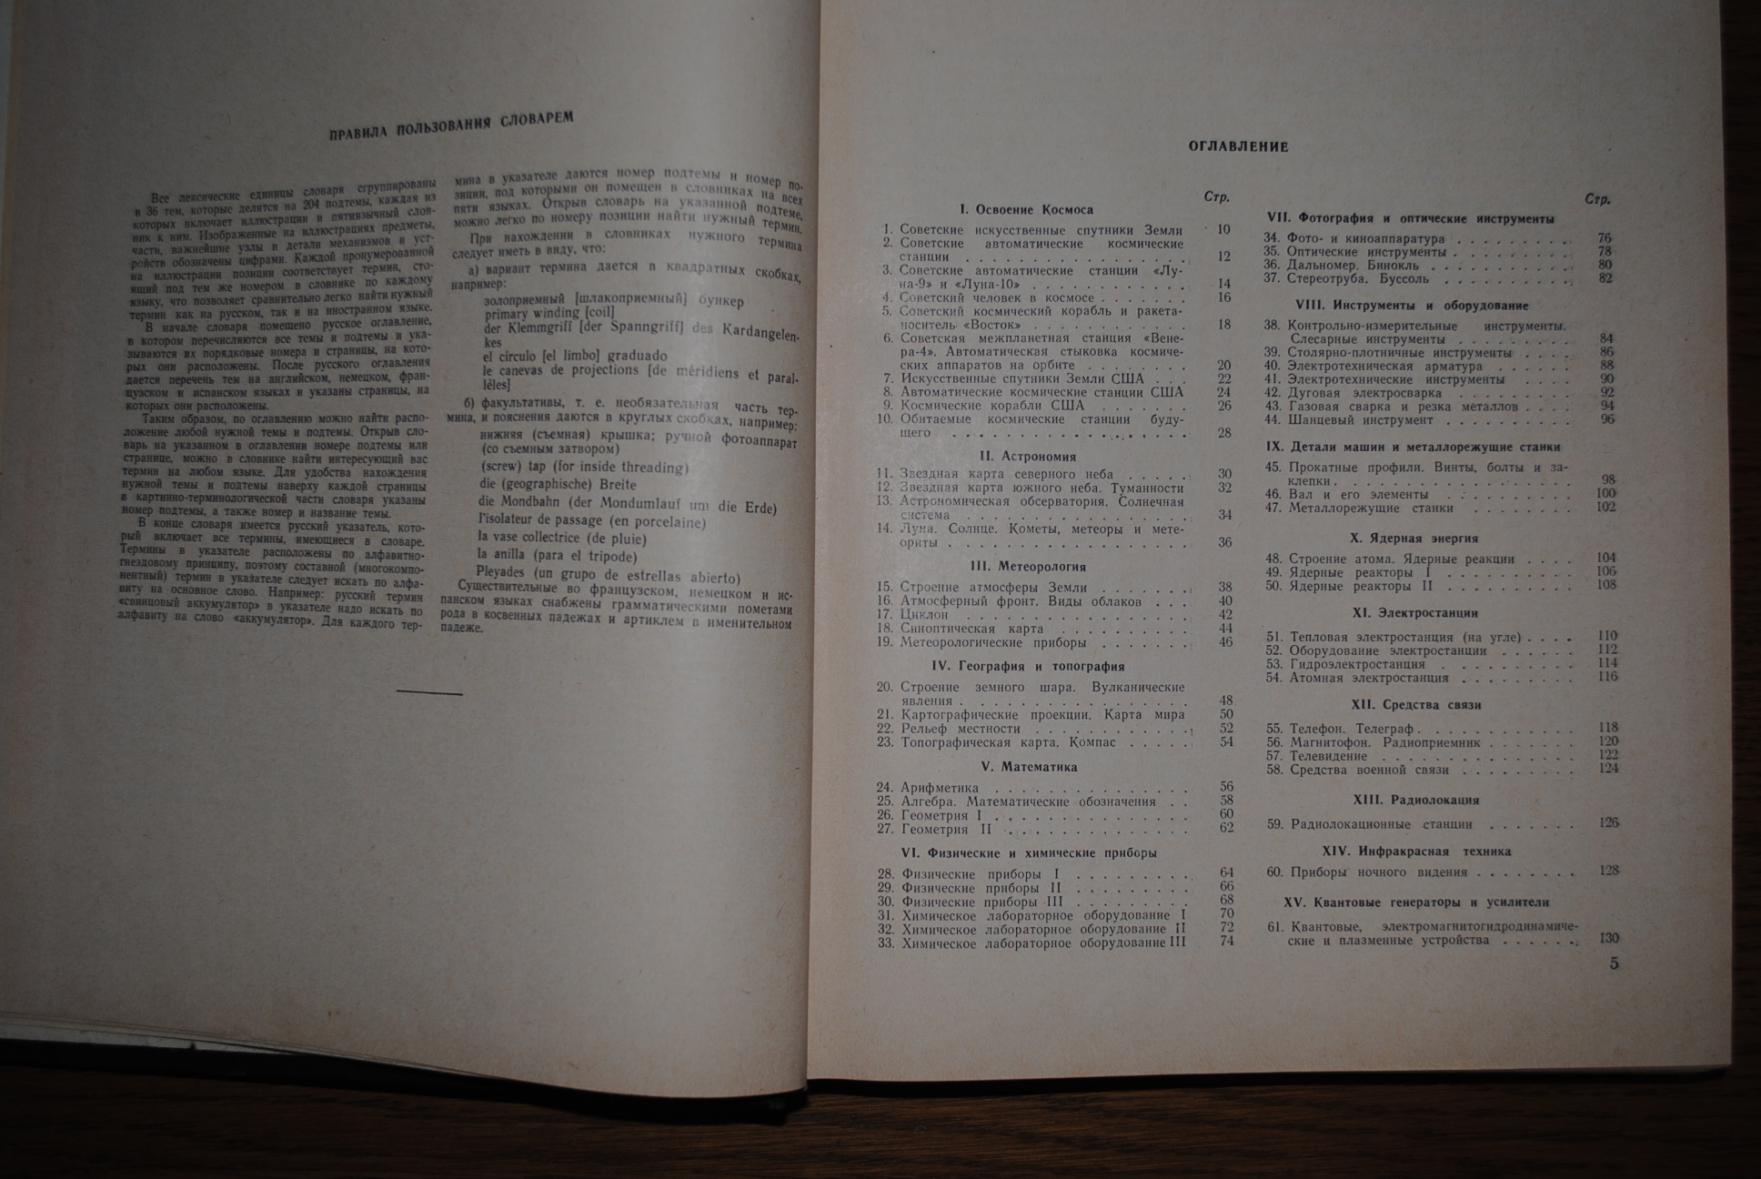 ПРАВИЛА ПОЛЬЗОВАНИЯ СЛОВАРЕМ
Все лексические единицы словаря сгруппированы
в 36 тем, которые делятся на 204 подтемы, каждая из
которых включает иллюстрации и пятиязычный слов-
ник к ним. Изображенные на иллюстрациях предметы,
части, важнейшие узлы и детали механизмов и уст-
ройств обозначены цифрами. Каждой пронумерованной
на иллюстрации позиции соответствует термин, сто-
ящий под тем же номером в словнике по каждому
языку, что позволяет сравнительно легко найти нужный
термин как на русском, так и на иностранном языке.
В начале словаря помещено русское оглавление,
в котором перечисляются все темы и подтемы и ука-
зываются их порядковые номера и страницы, на кото-
рых они расположены. После русского оглавления
дается перечень тем на английском, немецком, фран-
цузском и испанском языках и указаны страницы, на
которых они расположены.
Таким образом, по оглавлению можно найти распо-
ложение любой нужной темы и подтемы. Открыв сло-
варь на указанном в оглавлении номере подтемы или
странице, можно в словнике найти интересующий вас
термин на любом языке. Для удобства нахождения
нужной темы и подтемы наверху каждой страницы
в картинно-терминологической части словаря указаны
номер подтемы, а также номер и название темы.
В конце словаря имеется русский указатель, кото-
рый включает все термины, имеющиеся в словаре.
Термины в указателе расположены по алфавитно-
гнездовому принципу, поэтому составной (многокомпо-
нентный) термин в указателе следует искать по алфа-
виту на основное слово. Например: русский термин
«свинцовый аккумулятор» в указателе надо искать по
алфавиту на слово «аккумулятор». Для каждого тер-
мина в указателе даются номер подтемы и номер по-
зиции, под которыми он помещен в словниках на всех
пяти языках. Открыв словарь на указанной подтеме,
можно легко по номеру позиции найти нужный термин.
При нахождении в словниках нужного термина
следует иметь в виду, что:
а) вариант термина дается в квадратных скобках,
например:
золоприемный [шлакоприемный] бункер
primary winding [coil]
der Klemmgriff [der Spanngriff] des Kardangelen-
kes
el círculo [el limbo] graduado
le canevas de projections [de méridiens et paral-
lèles]
б) факультативы, т. е. необязательная часть тер-
мина, и пояснения даются в круглых скобках, например:
нижняя (съемная) крышка; ручной фотоаппарат
(со съемным затвором)
(screw) tap (for inside threading)
die (geographische) Breite
die Mondbahn (der Mondumlauf um die Erde)
l'isolateur de passage (en porcelaine)
la vase collectrice (de pluie)
la anilla (para el trípode)
Pleyades (un grupo de estrellas abierto)
Существительные во французском, немецком и ис-
панском языках снабжены грамматическими пометами
рода в косвенных падежах и артиклем в именительном
падеже.
ОГЛАВЛЕНИЕ
Стр.
I. Освоение Космоса
1. Советские искусственные спутники Земли 10
2. Советские автоматические космические
станции . . . . . . . . . . . . . . . . . 12
3. Советские автоматические станции «Лу-
на-9» и «Луна-10» . . . . . . . . . . . . 14
4. Советский человек в космосе . . . . . . . 16
5. Советский космический корабль и ракета-
носитель «Восток» . . . . . . . . . . . . 18
6. Советская межпланетная станция «Вене-
ра-4». Автоматическая стыковка космиче-
ских аппаратов на орбите . . . . . . . . 20
7. Искусственные спутники Земли США . . . 22
8. Автоматические космические станции США 24
9. Космические корабли США . . . . . . . 26
10. Обитаемые космические станции буду-
щего . . . . . . . . . . . . . . . . . . 28
II. Астрономия
11. Звездная карта северного неба . . . . . 30
12. Звездная карта южного неба. Туманности 32
13. Астрономическая обсерватория. Солнечная
система . . . . . . . . . . . . . . . . . 34
14. Луна. Солнце. Кометы, метеоры и мете-
ориты . . . . . . . . . . . . . . . . . . 36
III. Метеорология
15. Строение атмосферы Земли . . . . . . . 38
16. Атмосферный фронт. Виды облаков . . . 40
17. Циклон . . . . . . . . . . . . . . . . . 42
18. Синоптическая карта . . . . . . . . . . 44
19. Метеорологические приборы . . . . . . . 46
IV. География и топография
20. Строение земного шара. Вулканические
явления . . . . . . . . . . . . . . . . . 48
21. Картографические проекции. Карта мира 50
22. Рельеф местности . . . . . . . . . . . . 52
23. Топографическая карта. Компас . . . . . 54
V. Математика
24. Арифметика . . . . . . . . . . . . . . . 56
25. Алгебра. Математические обозначения . . 58
26. Геометрия I . . . . . . . . . . . . . . 60
27. Геометрия II . . . . . . . . . . . . . . 62
VI. Физические и химические приборы
28. Физические приборы I . . . . . . . . . 64
29. Физические приборы II . . . . . . . . . 66
30. Физические приборы III . . . . . . . . . 68
31. Химическое лабораторное оборудование I 70
32. Химическое лабораторное оборудование II 72
33. Химическое лабораторное оборудование III 74
Стр.
VII. Фотография и оптические инструменты
34. Фото- и киноаппаратура . . . . . . . . . 76
35. Оптические инструменты . . . . . . . . . 78
36. Дальномер. Бинокль . . . . . . . . . . . 80
37. Стереотруба. Буссоль . . . . . . . . . . 82
VIII. Инструменты и оборудование
38. Контрольно-измерительные инструменты.
Слесарные инструменты . . . . . . . . . 84
39. Столярно-плотничные инструменты . . . . 86
40. Электротехническая арматура . . . . . . 88
41. Электротехнические инструменты . . . . . 90
42. Дуговая электросварка . . . . . . . . . 92
43. Газовая сварка и резка металлов . . . . 94
44. Шанцевый инструмент . . . . . . . . . . 96
IX. Детали машин и металлорежущие станки
45. Прокатные профили. Винты, болты и за-
клепки . . . . . . . . . . . . . . . . . 98
46. Вал и его элементы . . . . . . . . . . 100
47. Металлорежущие станки . . . . . . . . 102
X. Ядерная энергия
48. Строение атома. Ядерные реакции . . . . 104
49. Ядерные реакторы I . . . . . . . . . . 106
50. Ядерные реакторы II . . . . . . . . . . 108
XI. Электростанции
51. Тепловая электростанция (на угле) . . . . 110
52. Оборудование электростанции . . . . . . 112
53. Гидроэлектростанция . . . . . . . . . . 114
54. Атомная электростанция . . . . . . . . . 116
XII. Средства связи
55. Телефон. Телеграф . . . . . . . . . . . . 118
56. Магнитофон. Радиоприемник . . . . . . . 120
57. Телевидение . . . . . . . . . . . . . . . 122
58. Средства военной связи . . . . . . . . . 124
XIII. Радиолокация
59. Радиолокационные станции . . . . . . . 126
XIV. Инфракрасная техника
60. Приборы ночного видения . . . . . . . . 128
XV. Квантовые генераторы и усилители
61. Квантовые, электромагнитогидродинамиче-
ские и плазменные устройства . . . . . . 130
5